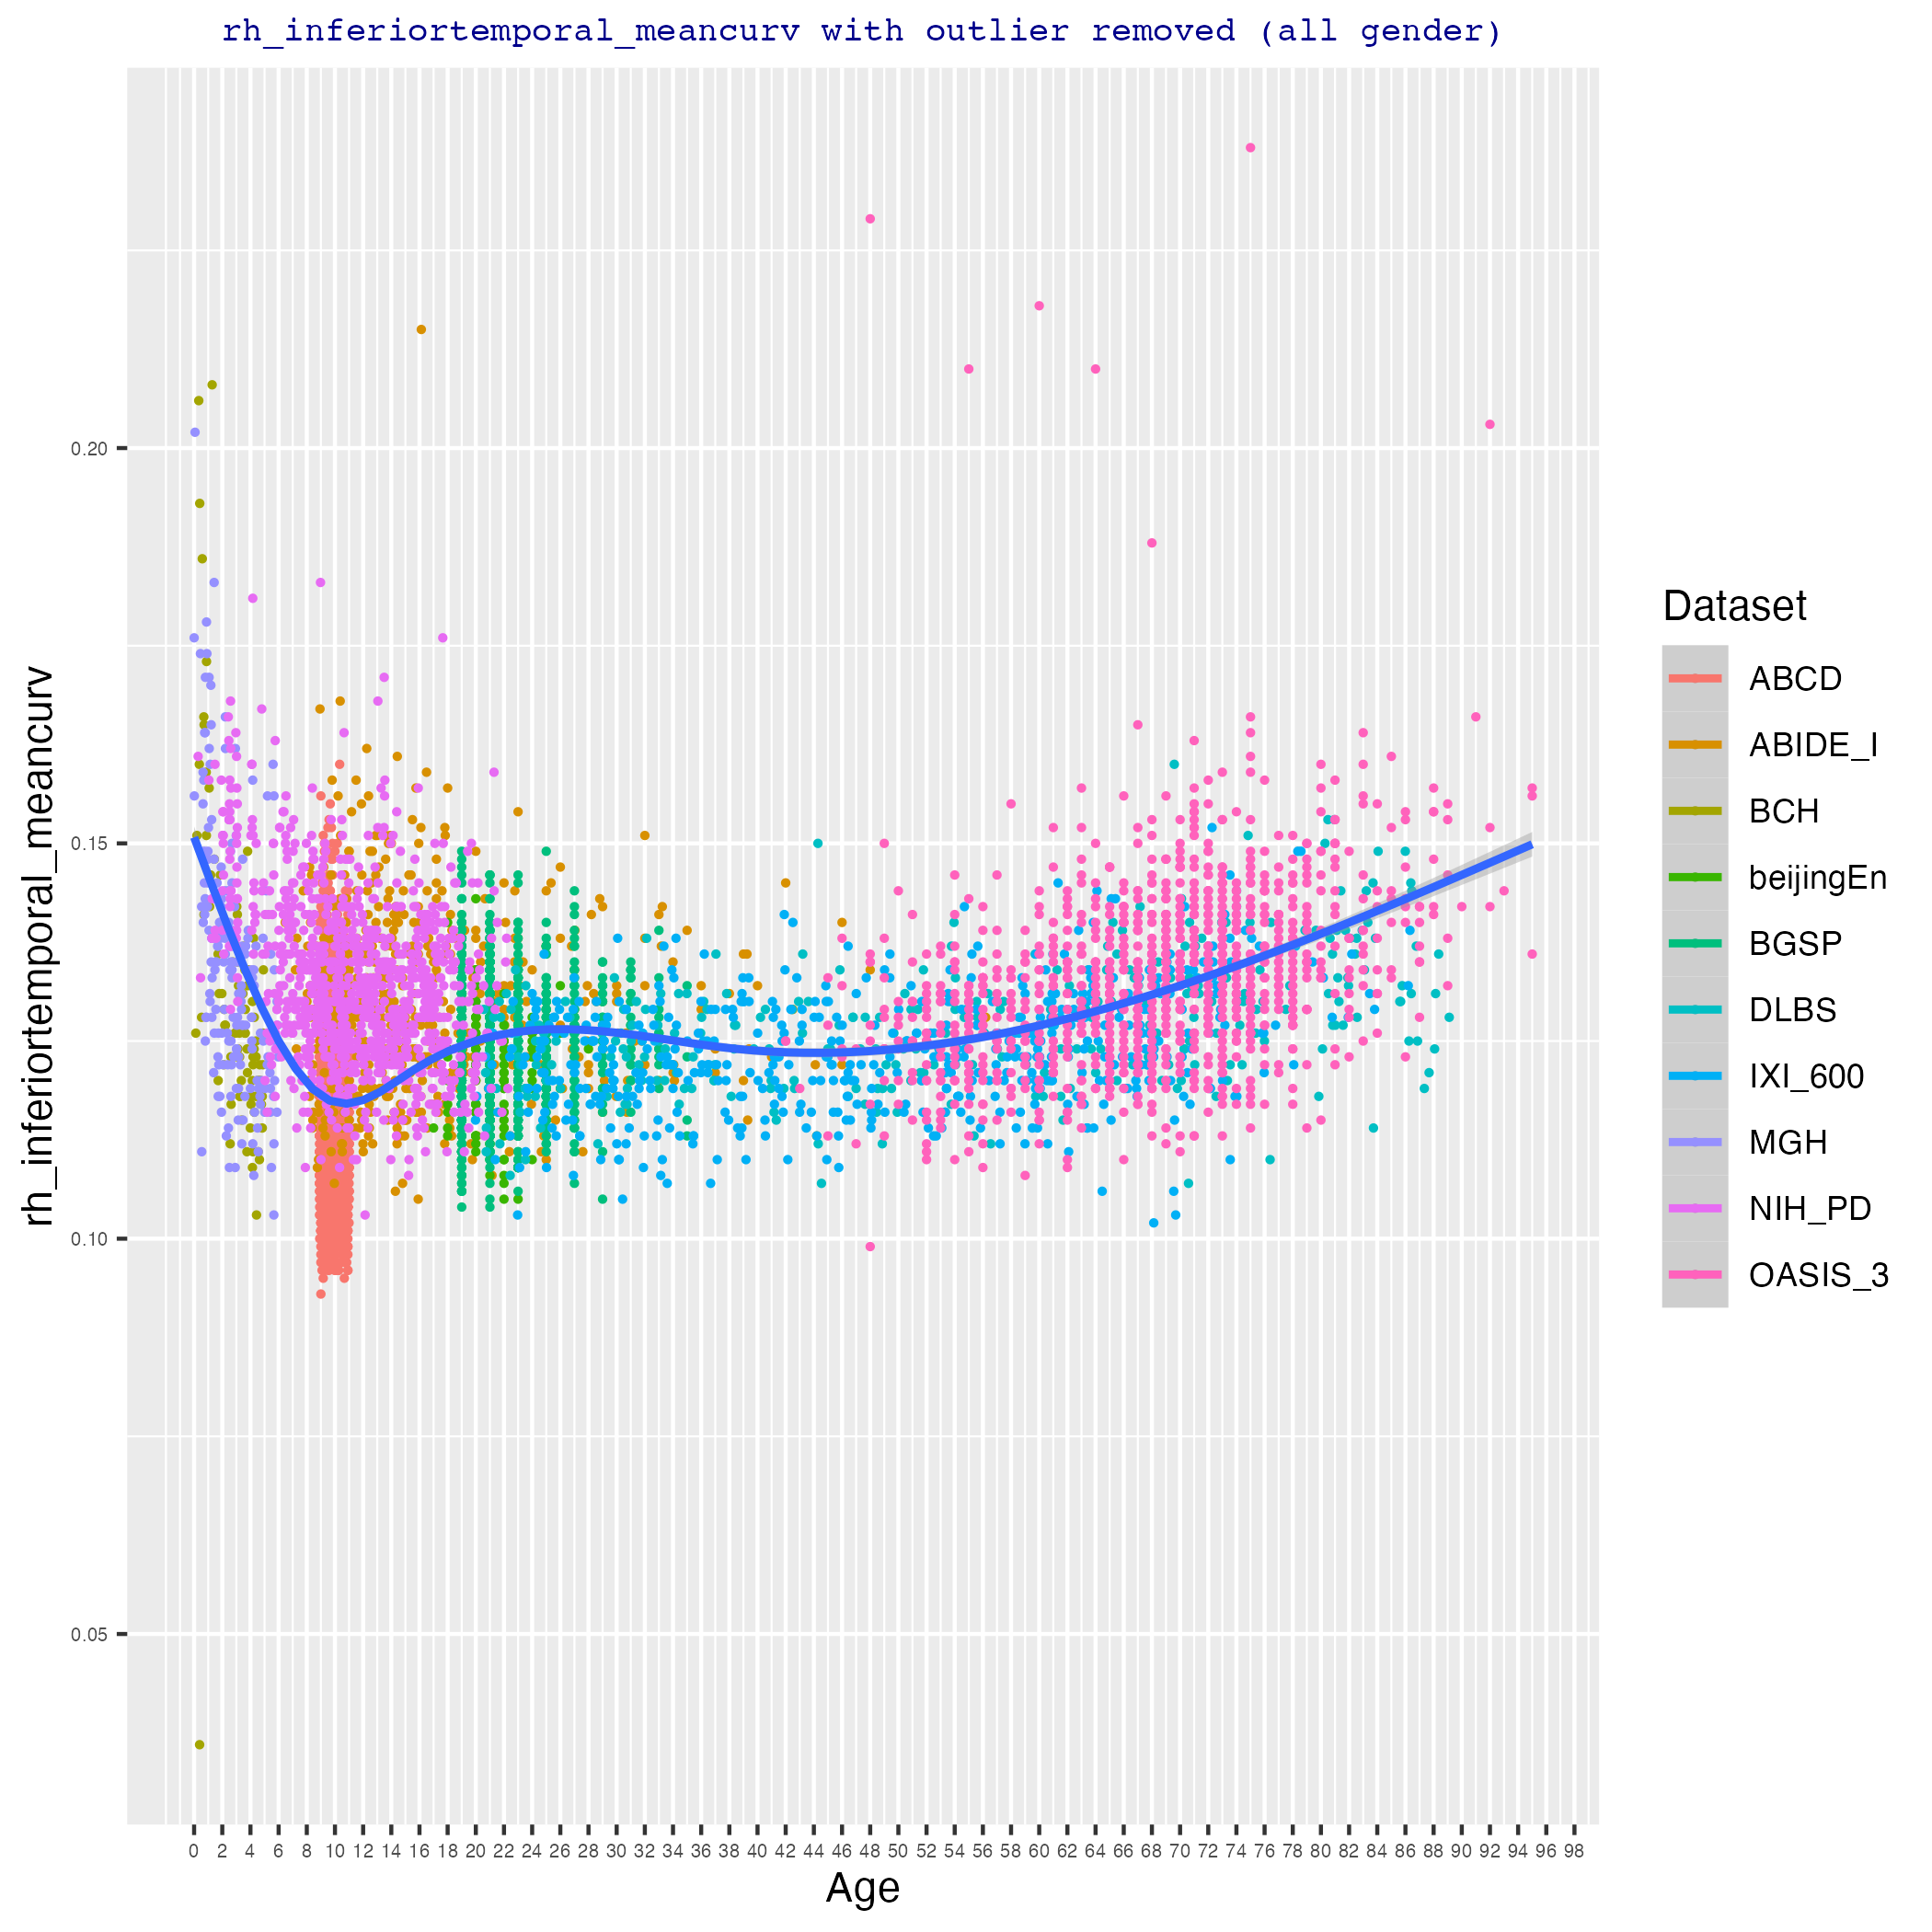 rh_inferiortemporal_meancurv with outlier removed (all gender)
rh_inferiortemporal_meancurv
0.20
0.15
0.10
0.05
0 2 4 6 8 10 12 14 16 18 20 22 24 26 28 30 32 34 36 38 40 42 44 46 48 50 52 54 56 58 60 62 64 66 68 70 72 74 76 78 80 82 84 86 88 90 92 94 96 98
Age
Dataset
ABCD
ABIDE_I
BCH
beijingEn
BGSP
DLBS
IXI_600
MGH
NIH_PD
OASIS_3